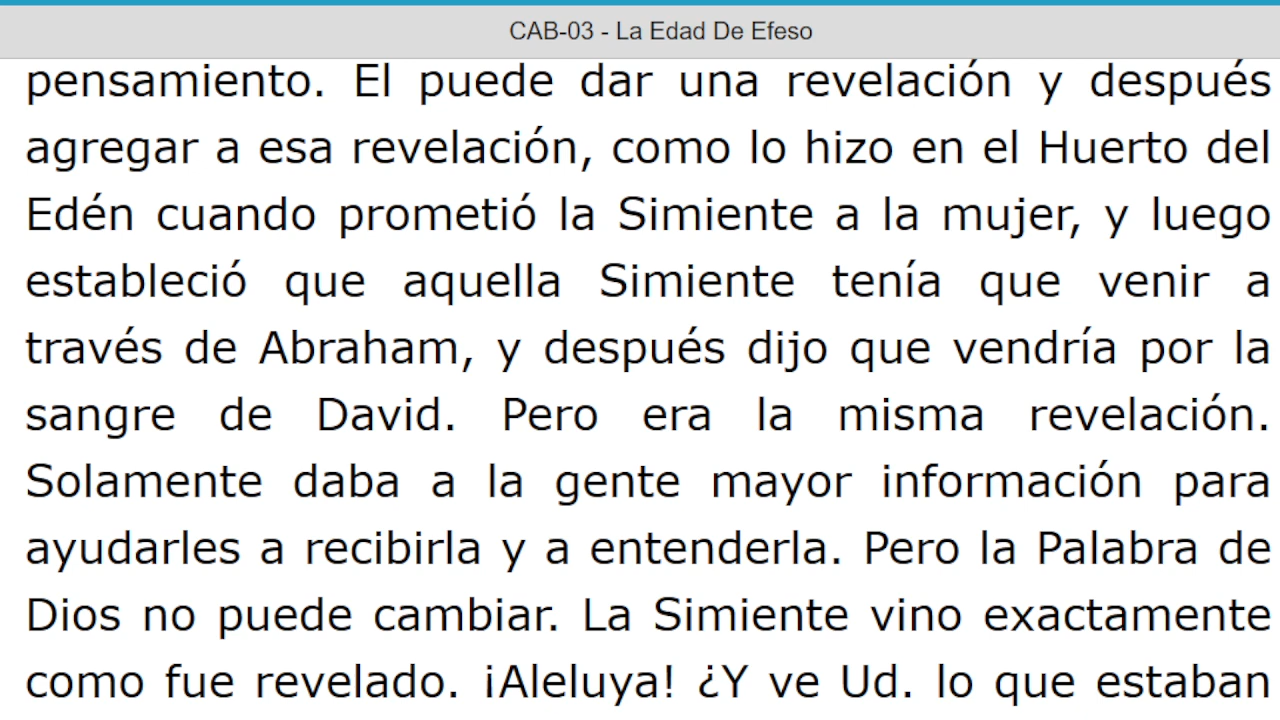 CAB-03 - La Edad De Efeso
pensamiento. El puede dar una revelación y después
agregar a esa revelación, como lo hizo en el Huerto del
Edén cuando prometió la Simiente a la mujer, y luego
estableció que aquella Simiente tenía que venir a
través de Abraham, y después dijo que vendría por la
sangre de David. Pero era la misma revelación.
Solamente daba a la gente mayor información para
ayudarles a recibirla y a entenderla. Pero la Palabra de
Dios no puede cambiar. La Simiente vino exactamente
como fue revelado. ¡Aleluya! ¿Y ve Ud. lo que estaban